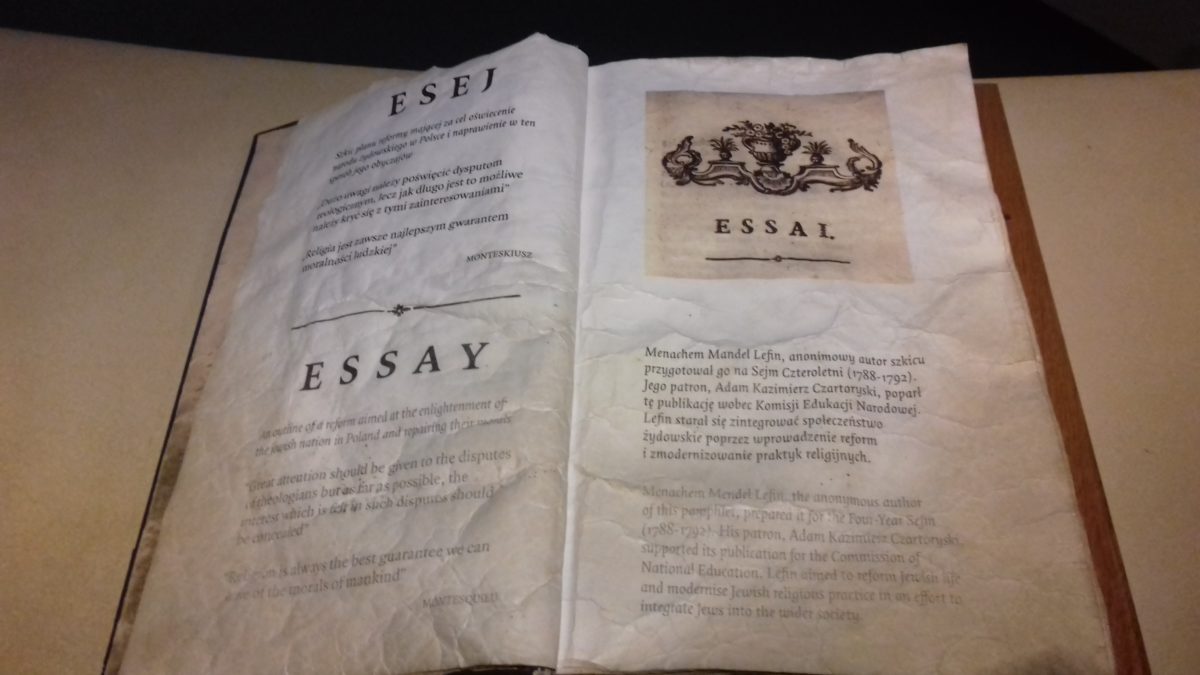 ESEJ
Szkic planu reformy mającej za cel oświecenie
narodu żydowskiego w Polsce i naprawienie w ten
sposób jego obyczajów
„Dużo uwagi należy poświęcić dysputom
teologicznym, lecz jak długo jest to możliwe
należy kryć się z tymi zainteresowaniami”
„Religia jest zawsze najlepszym gwarantem
moralności ludzkiej”
MONTESKIUSZ
ESSAY
An outline of a reform aimed at the enlightenment of
the Jewish nation in Poland and repairing their morals
"Great attention should be given to the disputes
of theologians but as far as possible, the
interest which is felt in such disputes should
be concealed"
"Religion is always the best guarantee we can
have of the morals of mankind"
MONTESQUIEU
ESSAI.
Menachem Mandel Lefin, anonimowy autor szkicu
przygotował go na Sejm Czteroletni (1788-1792).
Jego patron, Adam Kazimierz Czartoryski, poparł
tę publikację wobec Komisji Edukacji Narodowej.
Lefin starał się zintegrować społeczeństwo
żydowskie poprzez wprowadzenie reform
i zmodernizowanie praktyk religijnych.
Menachem Mendel Lefin, the anonymous author
of this pamphlet, prepared it for the Four-Year Sejm
(1788-1792). His patron, Adam Kazimierz Czartoryski,
supported its publication for the Commission of
National Education. Lefin aimed to reform Jewish life
and modernise Jewish religious practice in an effort to
integrate Jews into the wider society.